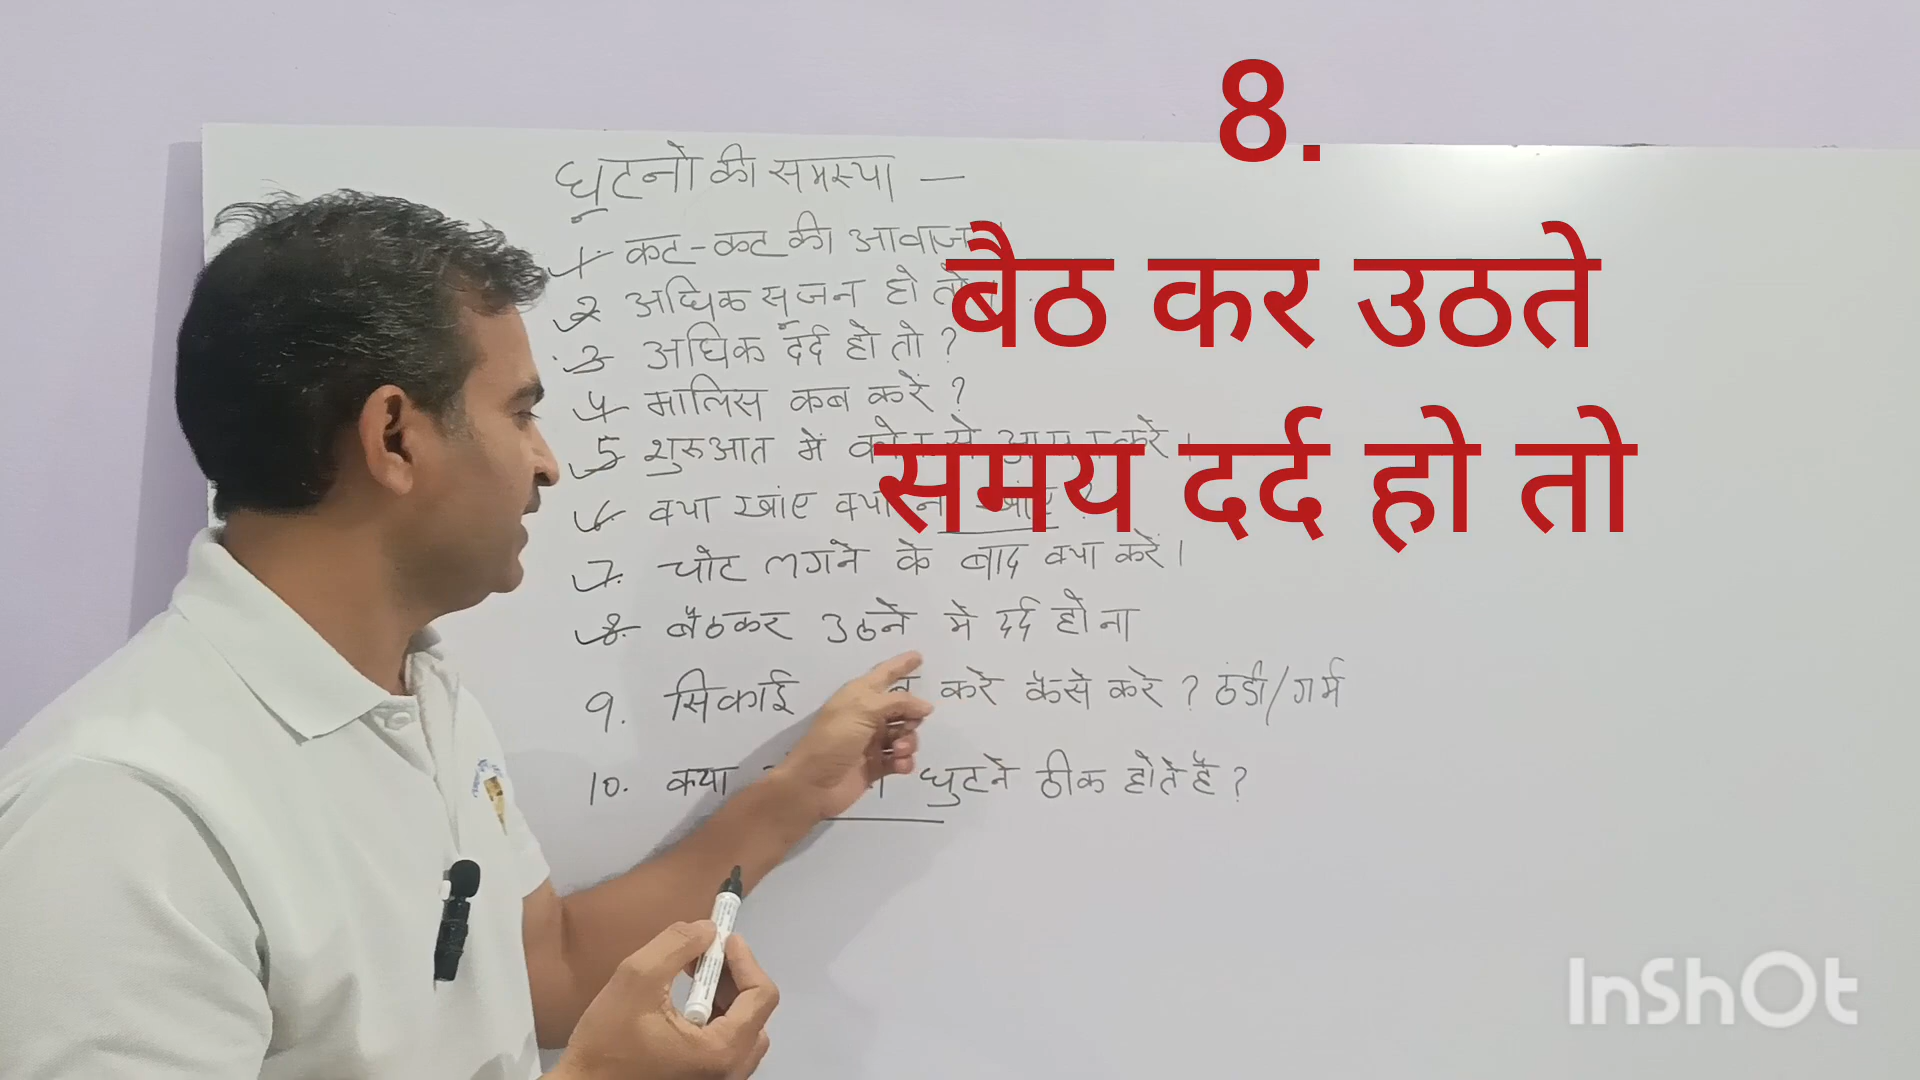 8.
बैठ कर उठते
समय दर्द हो तो
घुटनो की समस्या —
1. कट-कट की आवाज
2 अधिक सूजन हो तो
3 अधिक दर्द हो तो ?
4 मालिस कब करें ?
5 शुरुआत में करें ।
6 क्या खांए क्या न खांए ?
7. चोट लगने के बाद क्या करें ।
8. बैठकर उठने मे दर्द होना
9. सिकाई करे कैसे करे ? ठंडी/गर्म
10. क्या घुटने ठीक होते है ?
InShOt